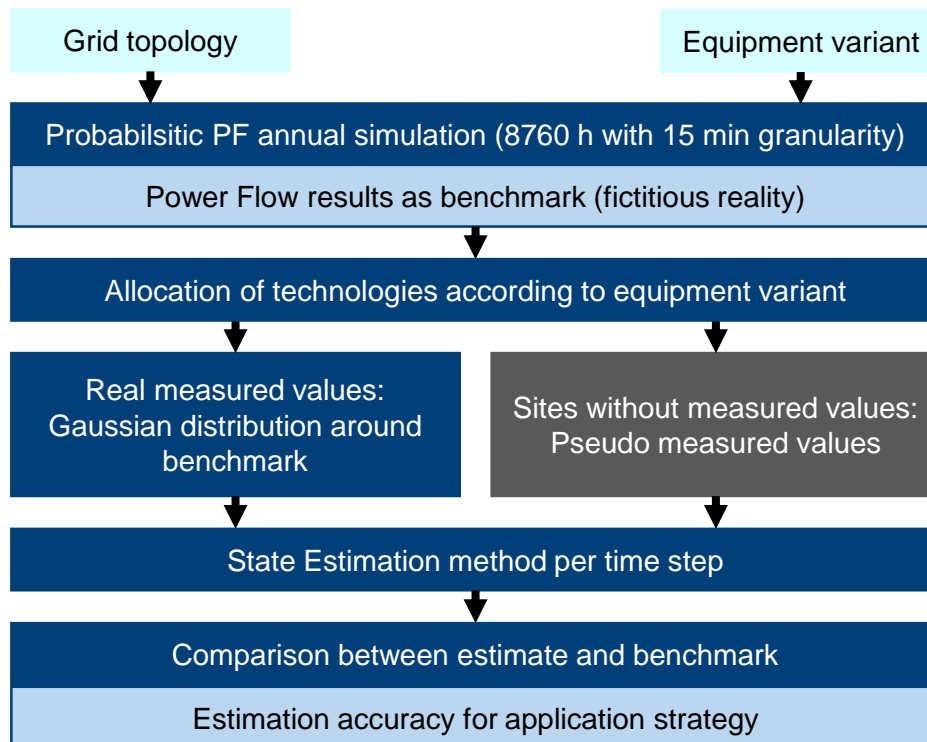 Grid topology
Equipment variant
Probabilsitic PF annual simulation (8760 h with 15 min granularity)
Power Flow results as benchmark (fictitious reality)
Allocation of technologies according to equipment variant
Real measured values:
Gaussian distribution around
benchmark
Sites without measured values:
Pseudo measured values
State Estimation method per time step
Comparison between estimate and benchmark
Estimation accuracy for application strategy